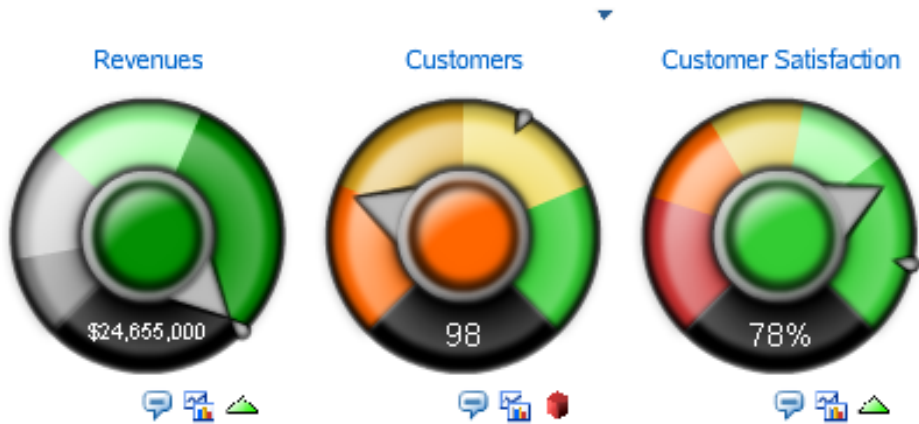 Revenues
Customers
Customer Satisfaction
$24,655,000
98
78%